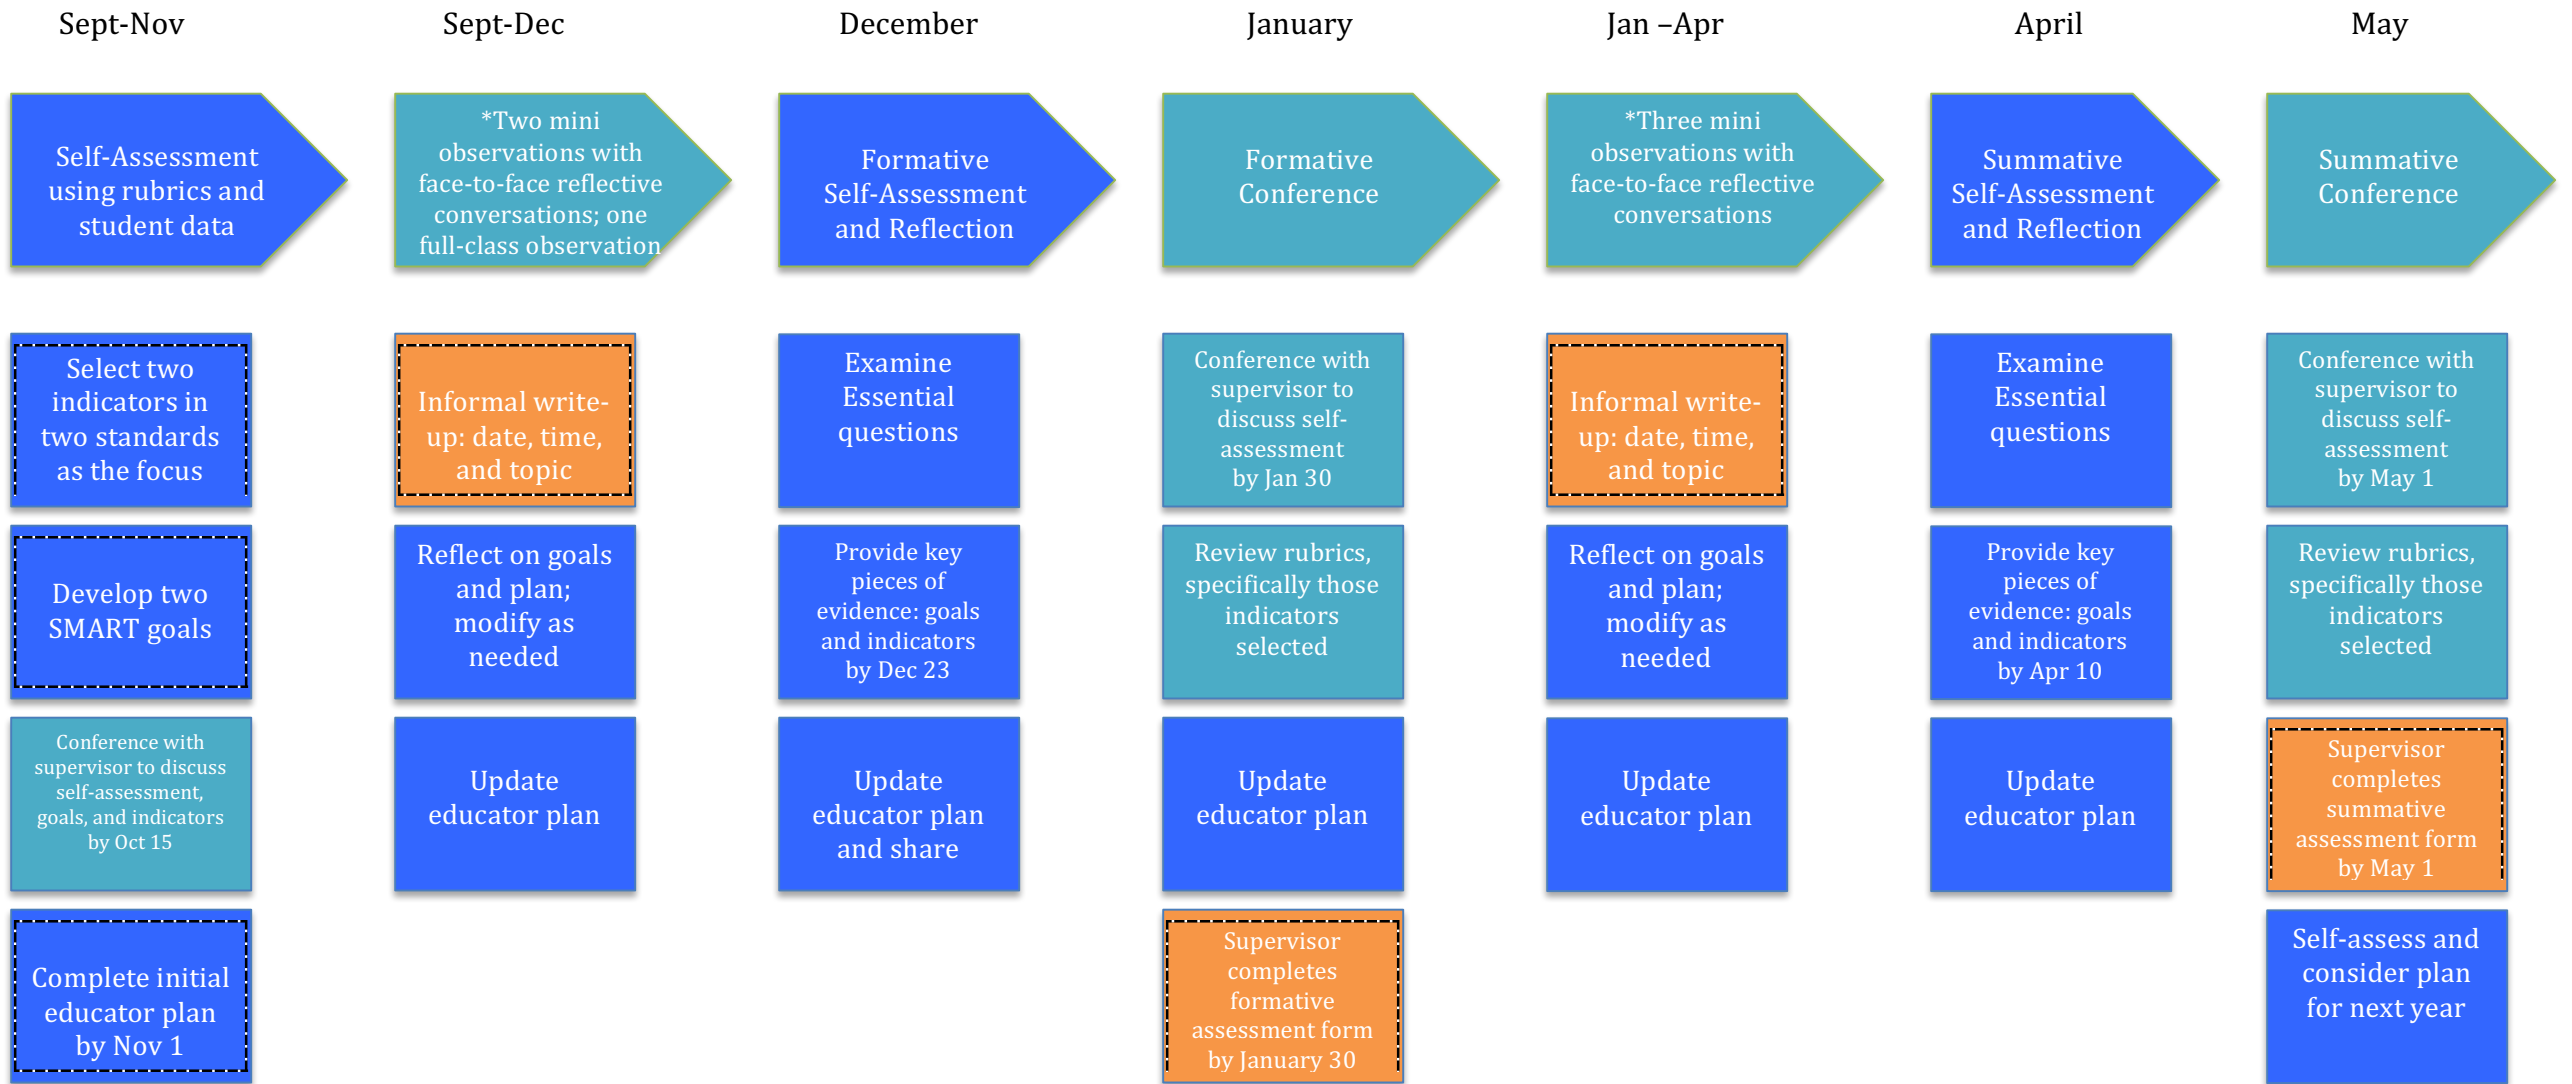 Sept-Nov
Sept-Dec
December
January
Jan –Apr
April
May
Self-Assessment
using rubrics and
student data
*Two mini
observations with
face-to-face reflective
conversations; one
full-class observation
Formative
Self-Assessment
and Reflection
Formative
Conference
*Three mini
observations with
face-to-face reflective
conversations
Summative
Self-Assessment
and Reflection
Summative
Conference
Select two
indicators in
two standards
as the focus
Informal write-
up: date, time,
and topic
Examine
Essential
questions
Conference with
supervisor to
discuss self-
assessment
by Jan 30
Informal write-
up: date, time,
and topic
Examine
Essential
questions
Conference with
supervisor to
discuss self-
assessment
by May 1
Develop two
SMART goals
Reflect on goals
and plan;
modify as
needed
Provide key
pieces of
evidence: goals
and indicators
by Dec 23
Review rubrics,
specifically those
indicators
selected
Reflect on goals
and plan;
modify as
needed
Provide key
pieces of
evidence: goals
and indicators
by Apr 10
Review rubrics,
specifically those
indicators
selected
Conference with
supervisor to discuss
self-assessment,
goals, and indicators
by Oct 15
Update
educator plan
Update
educator plan
and share
Update
educator plan
Update
educator plan
Update
educator plan
Supervisor
completes
summative
assessment form
by May 1
Complete initial
educator plan
by Nov 1
Supervisor
completes
formative
assessment form
by January 30
Self-assess and
consider plan
for next year